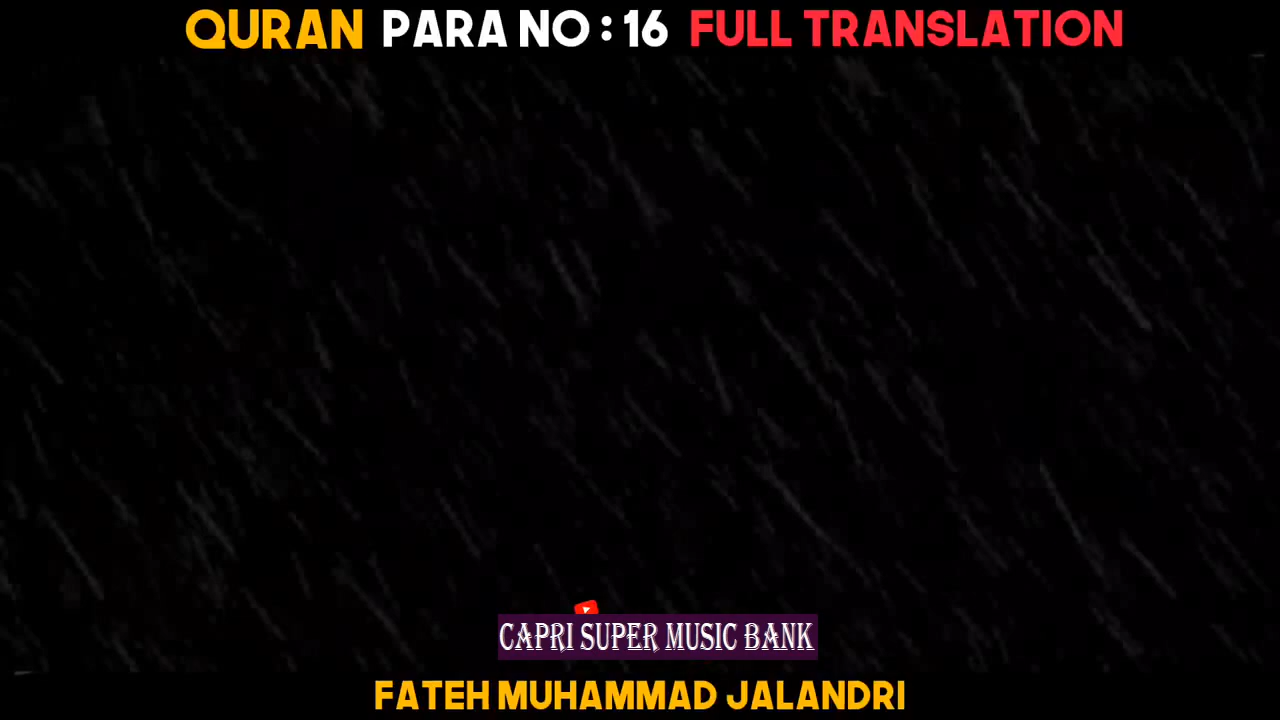 QURAN PARA NO : 16 FULL TRANSLATION
CAPRI SUPER MUSIC BANK
FATEH MUHAMMAD JALANDRI